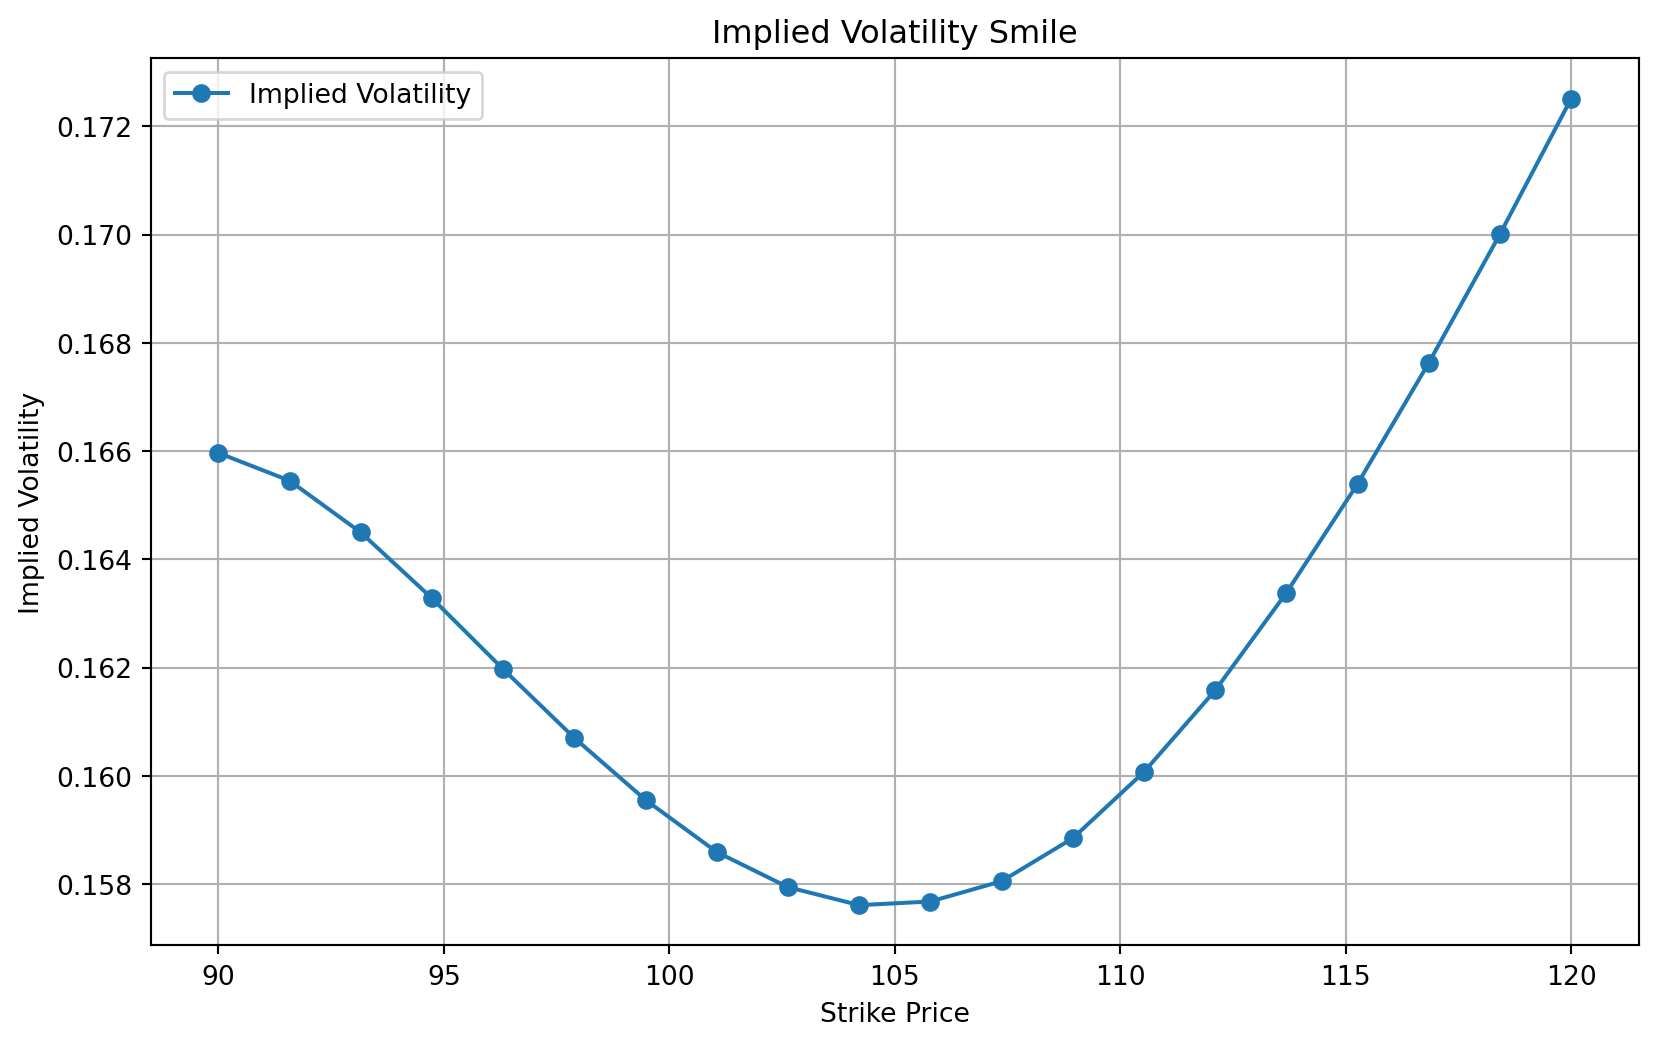 Implied Volatility Smile
Implied Volatility
0.172
0.170
0.168
0.166
0.164
0.162
0.160
0.158
Implied Volatility
90 95 100 105 110 115 120
Strike Price